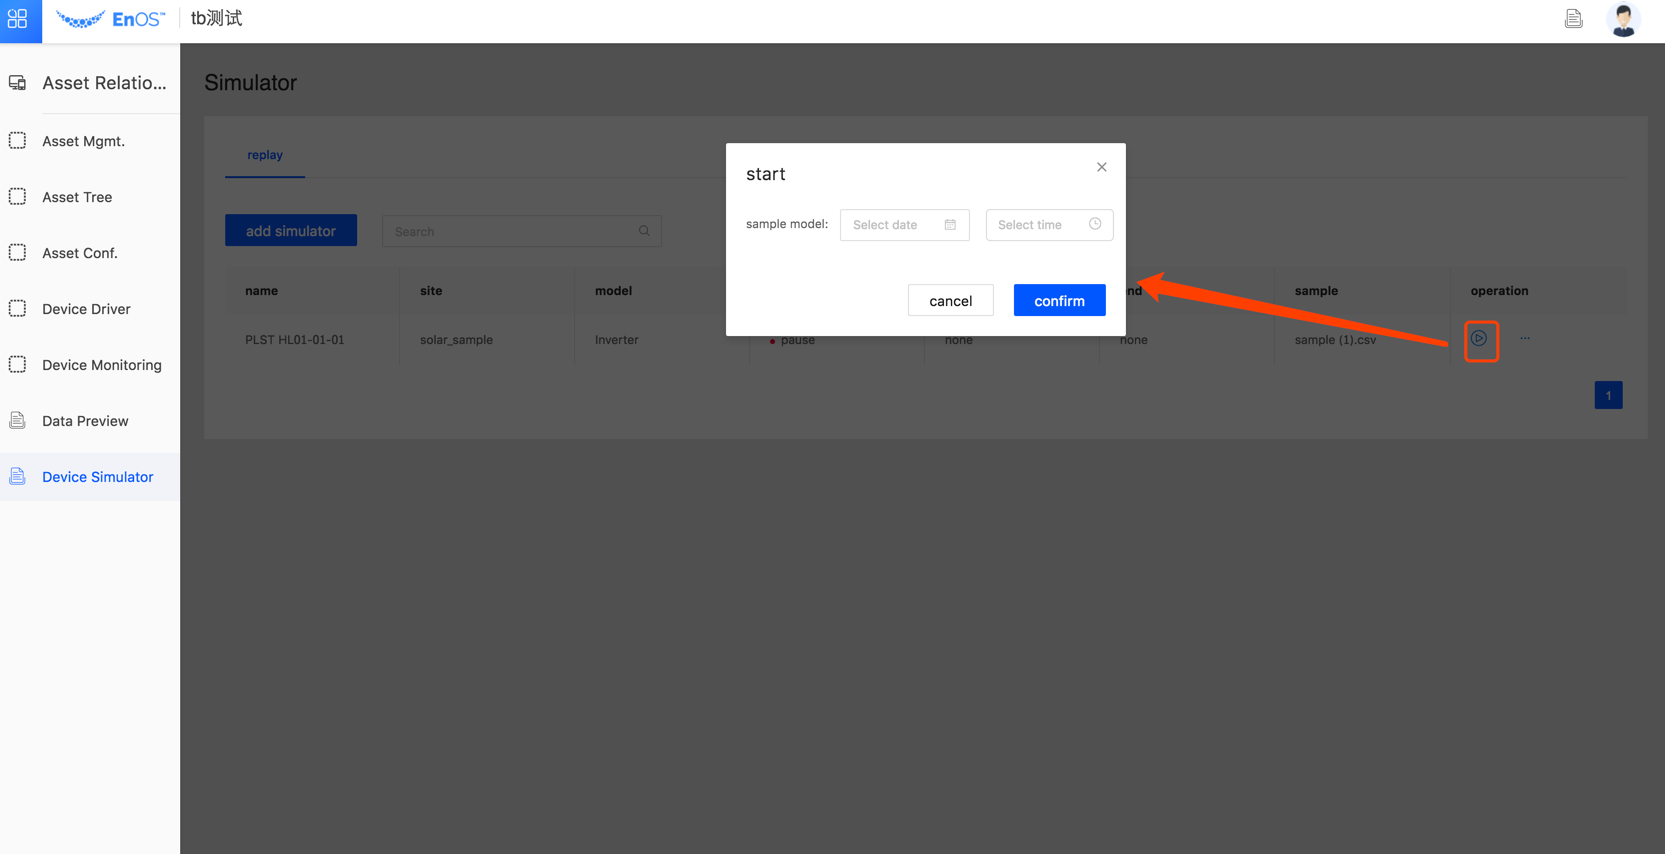 EnOS™ tb测试
Asset Relatio...
Asset Mgmt.
Asset Tree
Asset Conf.
Device Driver
Device Monitoring
Data Preview
Device Simulator
Simulator
replay
add simulator Search
name site model end sample operation
PLST HL01-01-01 solar_sample Inverter pause none none sample (1).csv ...
1
start
sample model: Select date Select time
cancel confirm